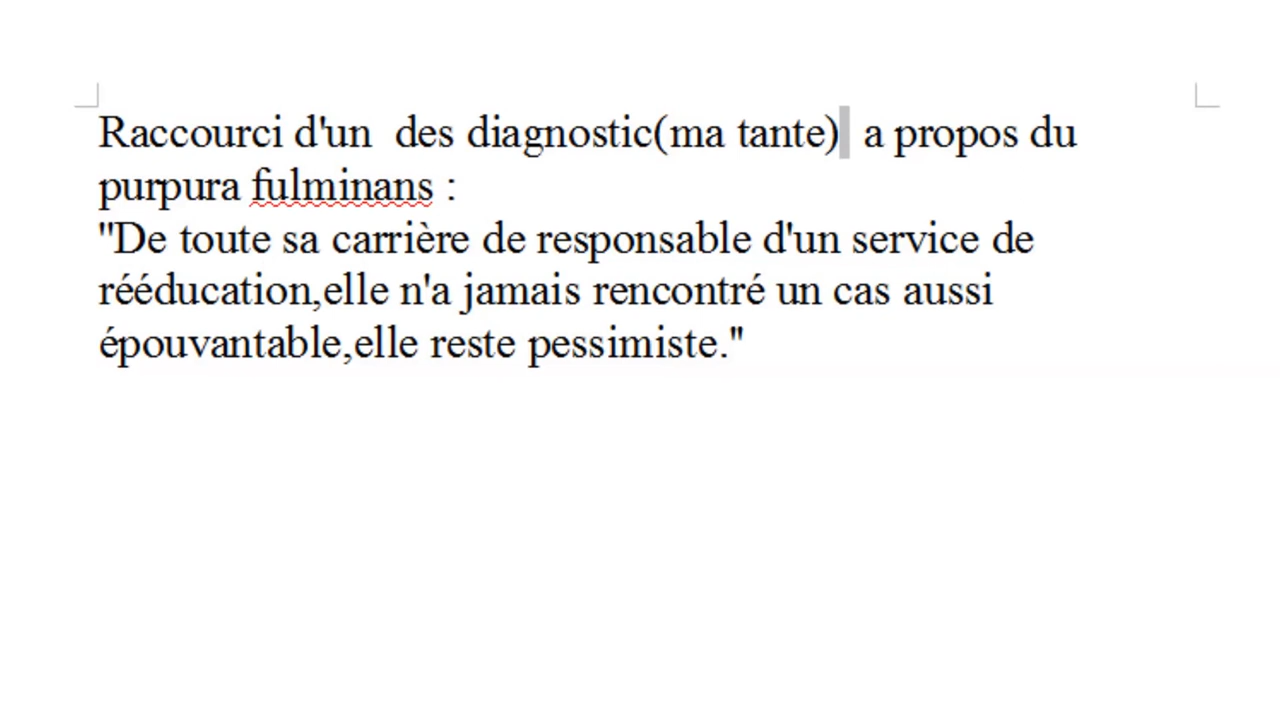 Raccourci d'un  des diagnostic(ma tante)  a propos du
purpura fulminans :
"De toute sa carrière de responsable d'un service de
rééducation,elle n'a jamais rencontré un cas aussi
épouvantable,elle reste pessimiste."